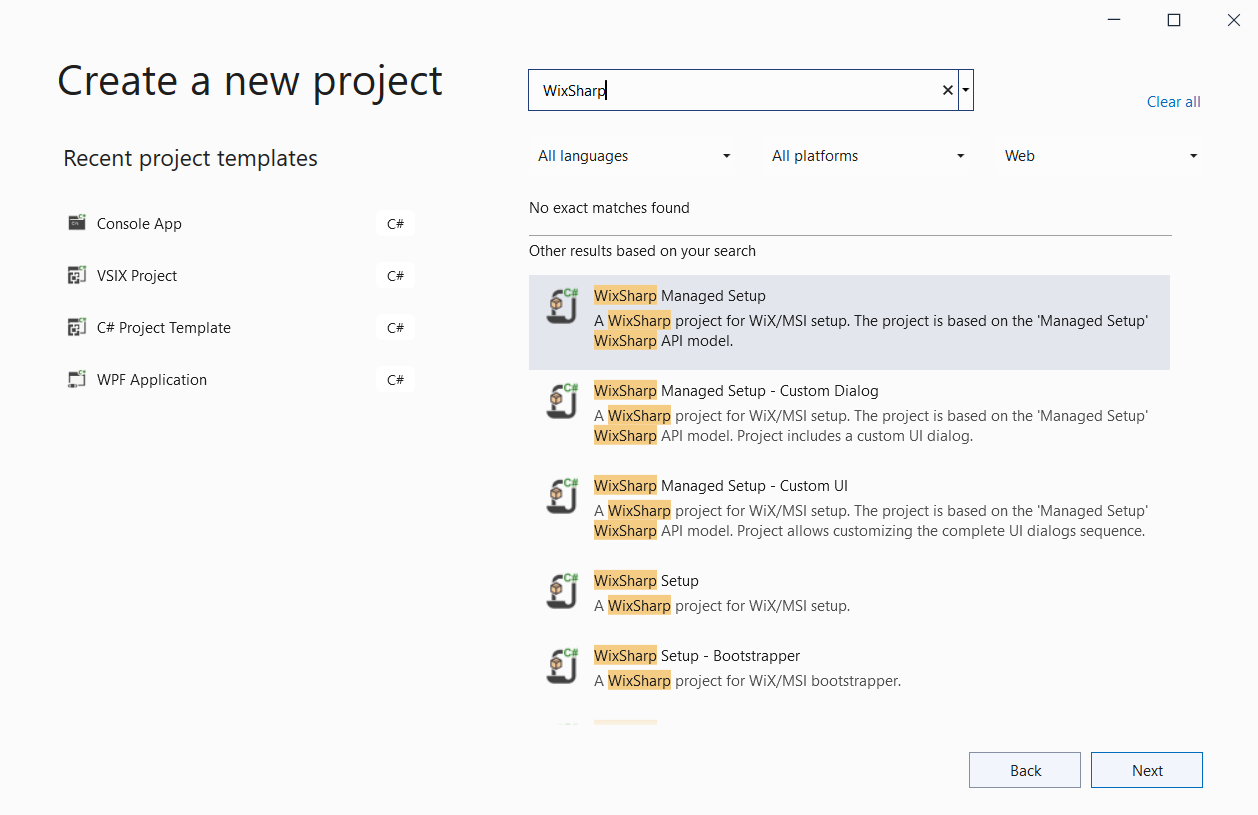 Create a new project
WixSharp
Clear all
Recent project templates
All languages
All platforms
Web
Console App
C#
VSIX Project
C#
C# Project Template
C#
WPF Application
C#
No exact matches found
Other results based on your search
C#
WixSharp Managed Setup
A WixSharp project for WiX/MSI setup. The project is based on the 'Managed Setup'
WixSharp API model.
C#
WixSharp Managed Setup - Custom Dialog
A WixSharp project for WiX/MSI setup. The project is based on the 'Managed Setup'
WixSharp API model. Project includes a custom UI dialog.
C#
WixSharp Managed Setup - Custom UI
A WixSharp project for WiX/MSI setup. The project is based on the 'Managed Setup'
WixSharp API model. Project allows customizing the complete UI dialogs sequence.
C#
WixSharp Setup
A WixSharp project for WiX/MSI setup.
C#
WixSharp Setup - Bootstrapper
A WixSharp project for WiX/MSI bootstrapper.
Back
Next